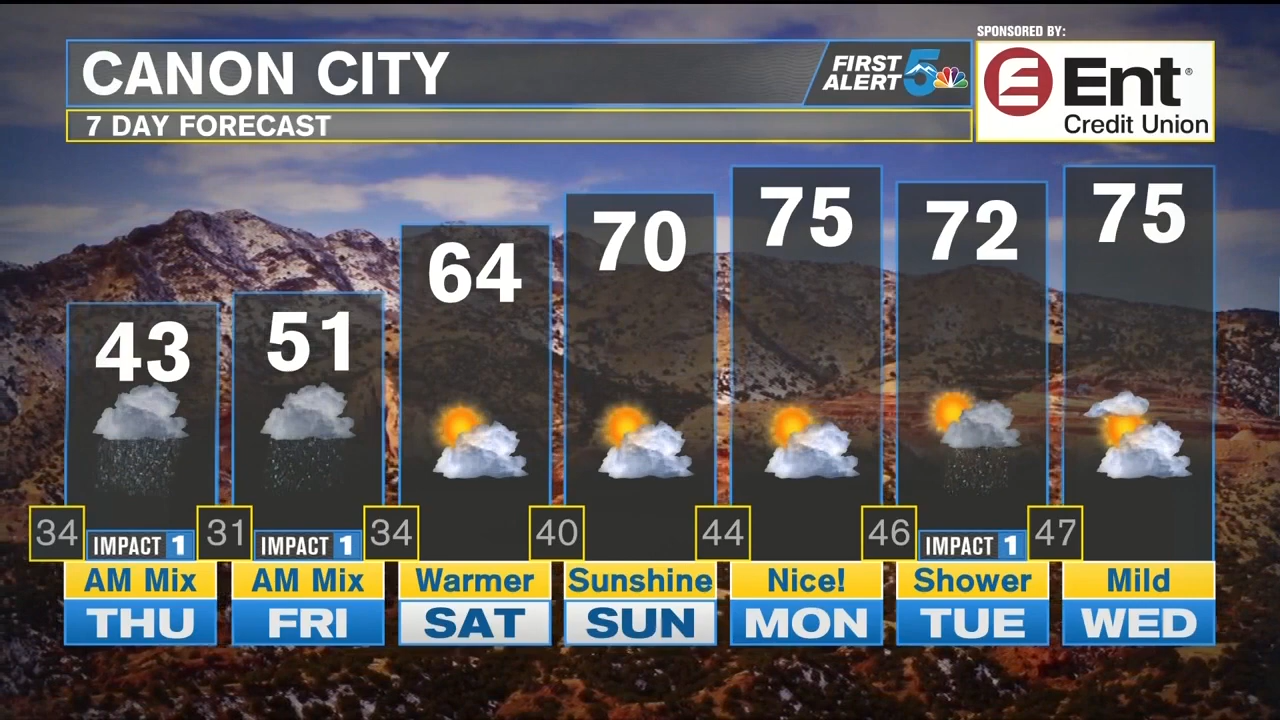 SPONSORED BY:
CANON CITY
FIRST ALERT 5
Ent
Credit Union
7 DAY FORECAST
43
51
64
70
75
72
75
34
31
34
40
44
46
47
IMPACT 1
IMPACT 1
IMPACT 1
AM Mix
AM Mix
Warmer
Sunshine
Nice!
Shower
Mild
THU
FRI
SAT
SUN
MON
TUE
WED